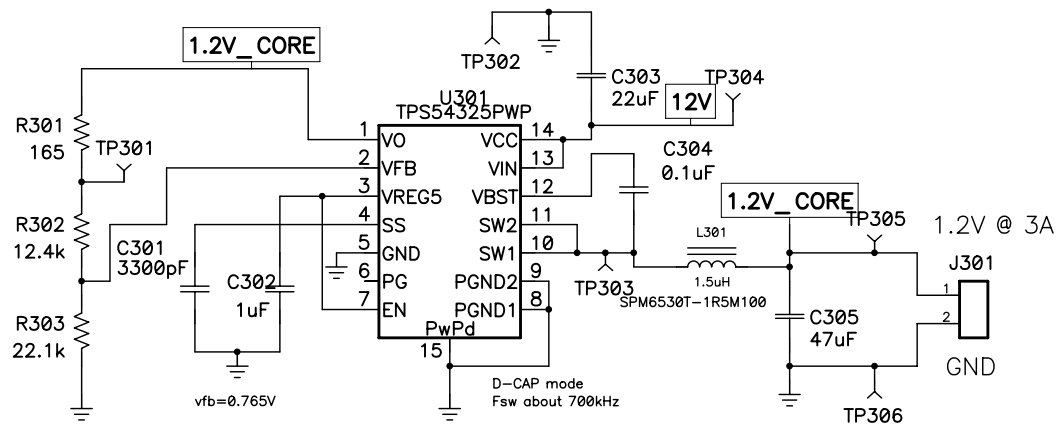 1.2V_CORE
TP302
C303
22uF
TP304
12V
U301
TPS54325PWP
R301
165
TP301
1 VO
2 VFB
3 VREG5
4 SS
5 GND
6 PG
7 EN
VCC 14
VIN 13
VBST 12
SW2 11
SW1 10
PGND2 9
PGND1 8
PwPd
15
C304
0.1uF
1.2V_CORE
TP305
1.2V @ 3A
R302
12.4k
C301
3300pF
C302
1uF
TP303
L301
1.5uH
SPM6530T-1R5M100
J301
1
2
C305
47uF
R303
22.1k
GND
vfb=0.765V
D-CAP mode
Fsw about 700kHz
TP306